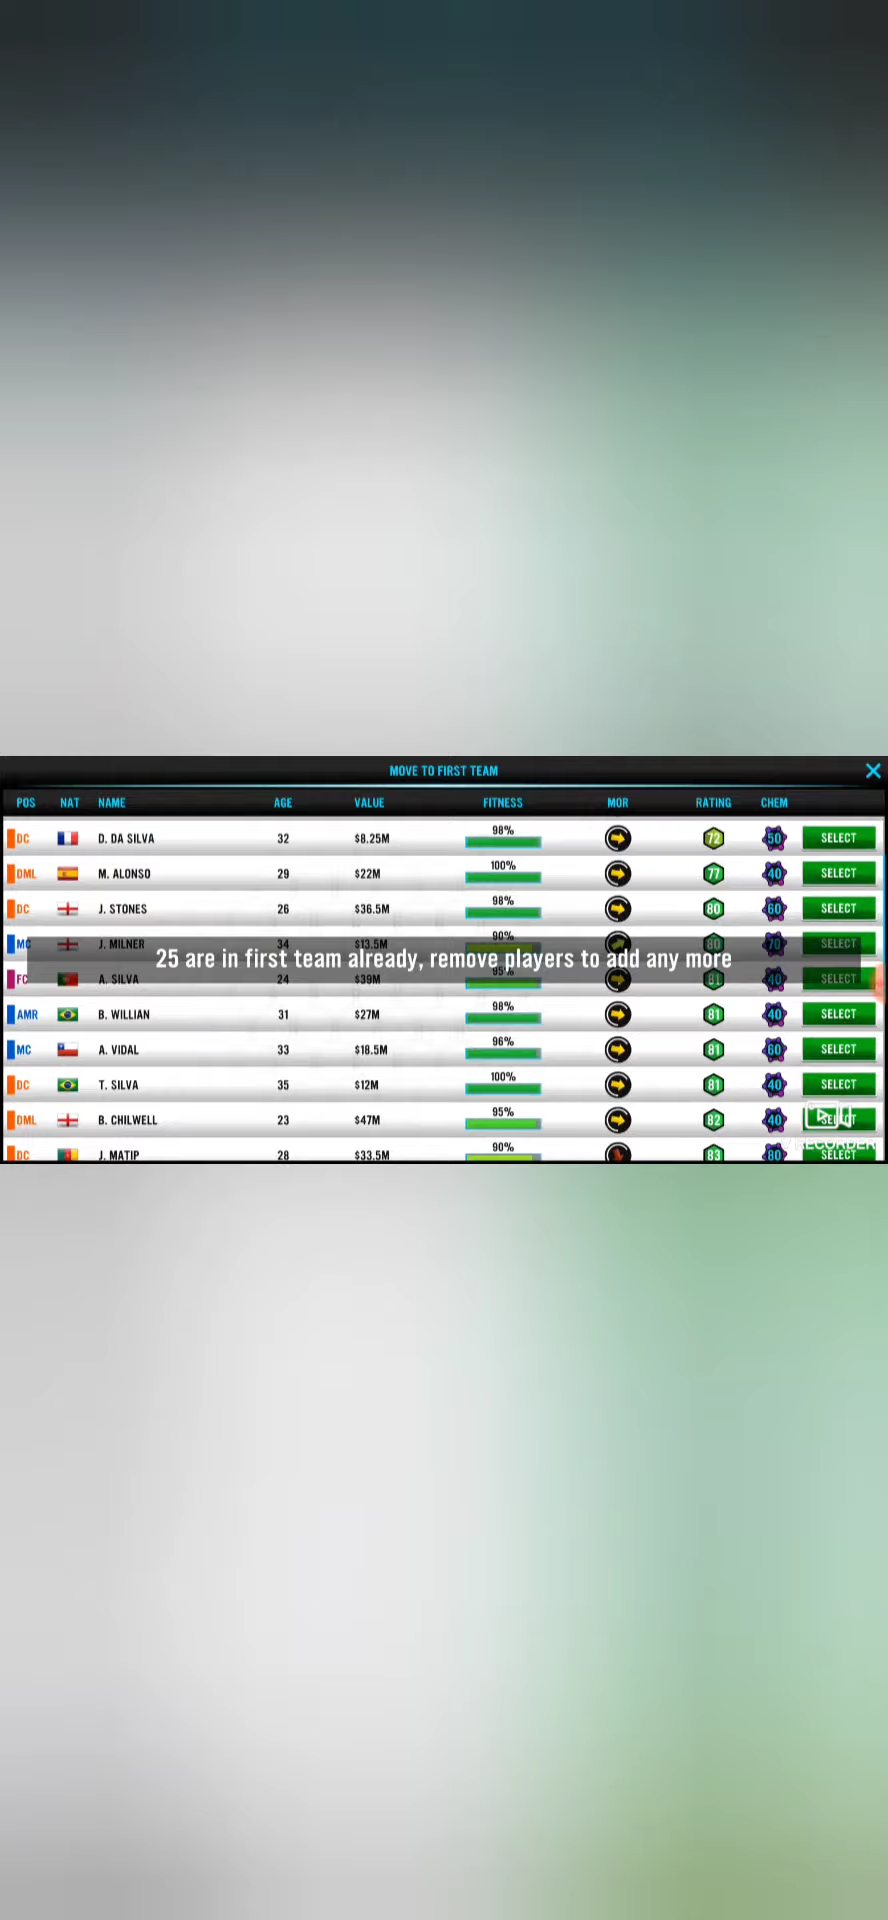 MOVE TO FIRST TEAM
POS NAT NAME AGE VALUE FITNESS MOR RATING CHEM
DC D. DA SILVA 32 $8.25M 98% 72 50 SELECT
DML M. ALONSO 29 $22M 100% 77 40 SELECT
DC J. STONES 26 $36.5M 98% 80 60 SELECT
MC J. MILNER 34 $13.5M 90% 80 70 SELECT
25 are in first team already, remove players to add any more
FC A. SILVA 24 $39M 95% 81 40 SELECT
AMR B. WILLIAN 31 $27M 98% 81 40 SELECT
MC A. VIDAL 33 $18.5M 96% 81 60 SELECT
DC T. SILVA 35 $12M 100% 81 40 SELECT
DML B. CHILWELL 23 $47M 95% 82 40 SELECT
DC J. MATIP 28 $33.5M 90% 83 80 SELECT
RECORDER